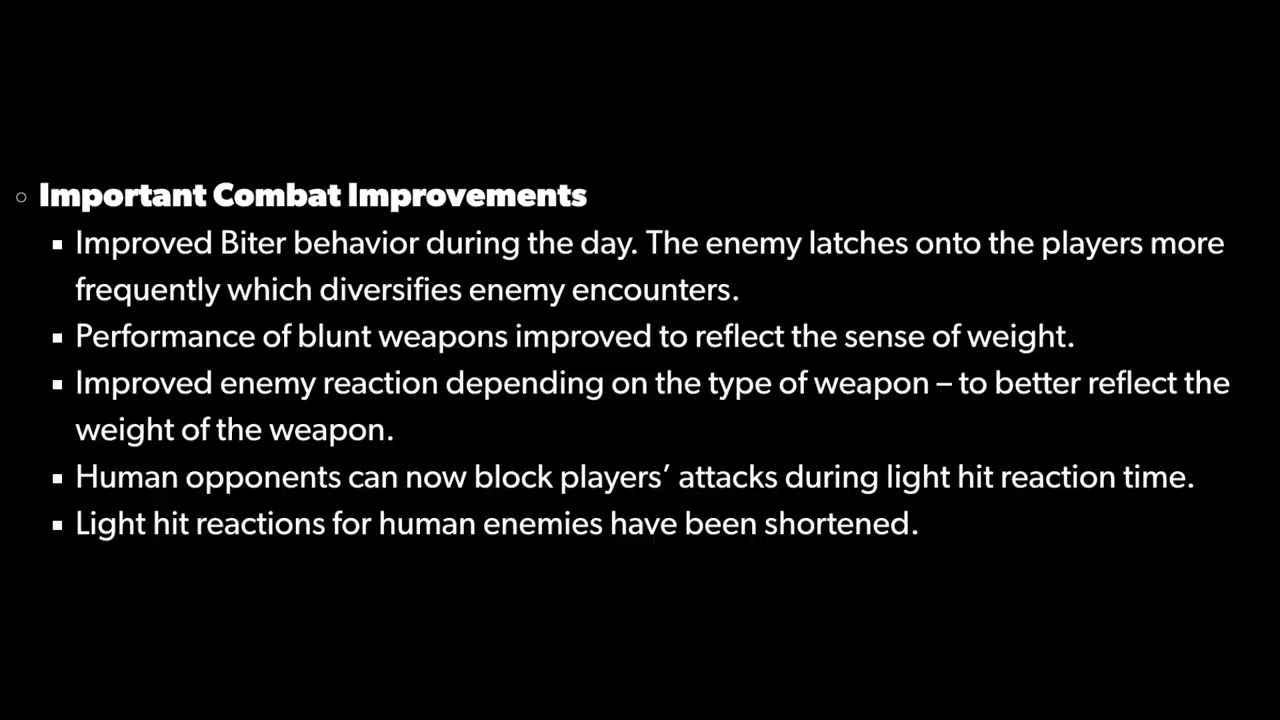 Important Combat Improvements
Improved Biter behavior during the day. The enemy latches onto the players more
frequently which diversifies enemy encounters.
Performance of blunt weapons improved to reflect the sense of weight.
Improved enemy reaction depending on the type of weapon – to better reflect the
weight of the weapon.
Human opponents can now block players’ attacks during light hit reaction time.
Light hit reactions for human enemies have been shortened.